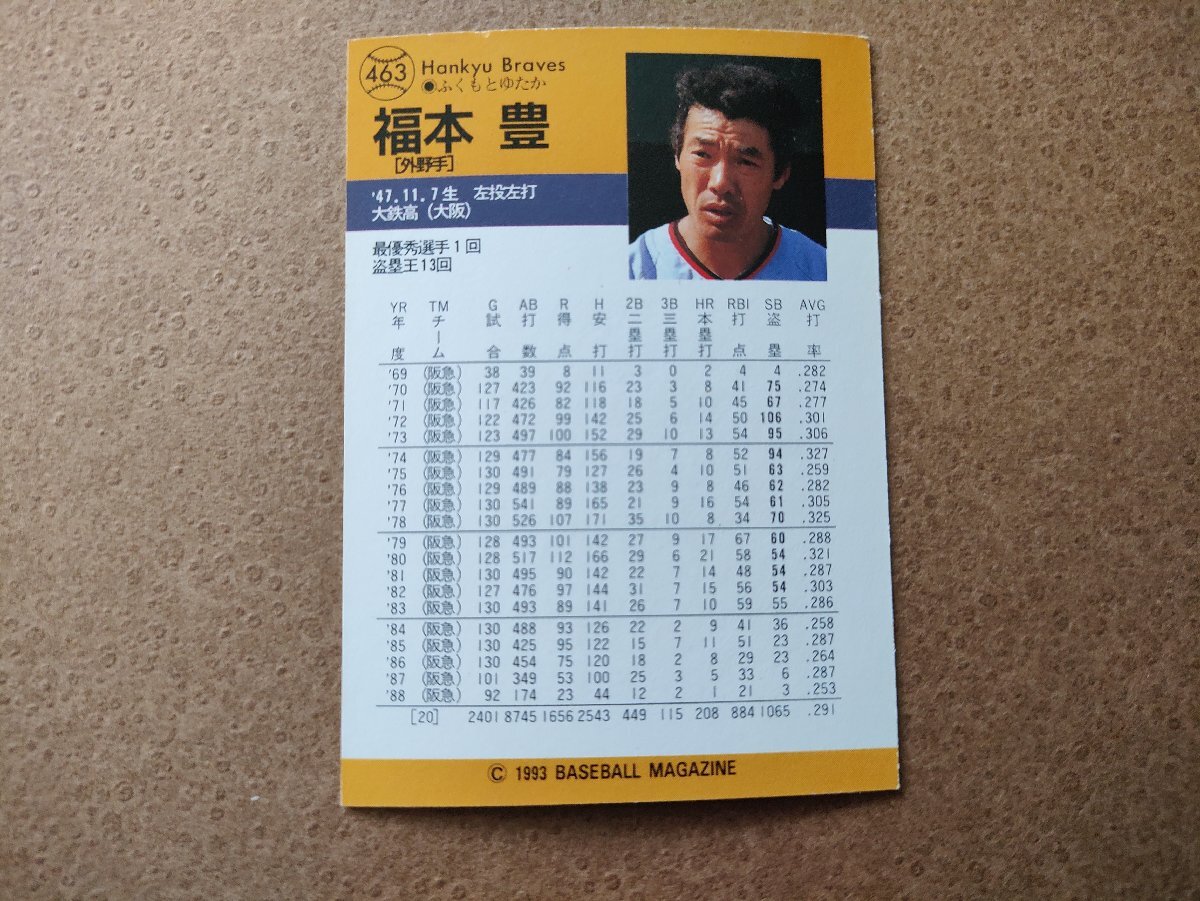 463 Hankyu Braves
●ふくもとゆたか
福本 豊
[外野手]
'47.11.7生 左投左打
大鉄高(大阪)
最優秀選手1回
盗塁王13回
YR TM G AB R H 2B 3B HR RBI SB AVG
年度 チーム 試合 打数 得点 安打 二塁打 三塁打 本塁打 打点 盗塁 打率
'69 (阪急) 38 39 8 11 3 0 2 4 4 .282
'70 (阪急) 127 423 92 116 23 3 8 41 75 .274
'71 (阪急) 117 426 82 118 18 5 10 45 67 .277
'72 (阪急) 122 472 99 142 25 6 14 50 106 .301
'73 (阪急) 123 497 100 152 29 10 13 54 95 .306
'74 (阪急) 129 477 84 156 19 7 8 52 94 .327
'75 (阪急) 130 491 79 127 26 4 10 51 63 .259
'76 (阪急) 129 489 88 138 23 9 8 46 62 .282
'77 (阪急) 130 541 89 165 21 9 16 54 61 .305
'78 (阪急) 130 526 107 171 35 10 8 34 70 .325
'79 (阪急) 128 493 101 142 27 9 17 67 60 .288
'80 (阪急) 128 517 112 166 29 6 21 58 54 .321
'81 (阪急) 130 495 90 142 22 7 14 48 54 .287
'82 (阪急) 127 476 97 144 31 7 15 56 54 .303
'83 (阪急) 130 493 89 141 26 7 10 59 55 .286
'84 (阪急) 130 488 93 126 22 2 9 41 36 .258
'85 (阪急) 130 425 95 122 15 7 11 51 23 .287
'86 (阪急) 130 454 75 120 18 2 8 29 23 .264
'87 (阪急) 101 349 53 100 25 3 5 33 6 .287
'88 (阪急) 92 174 23 44 12 2 1 21 3 .253
[20] 2401 8745 1656 2543 449 115 208 884 1065 .291
© 1993 BASEBALL MAGAZINE